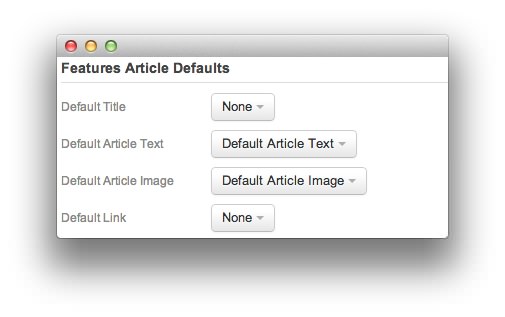 Features Article Defaults
Default Title None
Default Article Text Default Article Text
Default Article Image Default Article Image
Default Link None